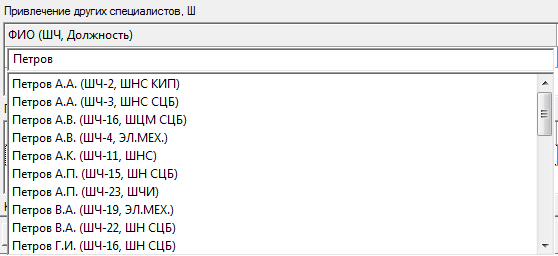 Привлечение других специалистов, Ш
ФИО (ШЧ, Должность)
Петров
Петров А.А. (ШЧ-2, ШНС КИП)
Петров А.А. (ШЧ-3, ШНС СЦБ)
Петров А.В. (ШЧ-16, ШЦМ СЦБ)
Петров А.В. (ШЧ-4, ЭЛ.МЕХ.)
Петров А.К. (ШЧ-11, ШНС)
Петров А.П. (ШЧ-15, ШН СЦБ)
Петров А.П. (ШЧ-23, ШЧИ)
Петров В.А. (ШЧ-19, ЭЛ.МЕХ.)
Петров В.А. (ШЧ-22, ШН СЦБ)
Петров Г.И. (ШЧ-16, ШН СЦБ)